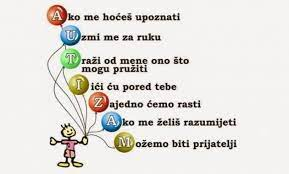 Ako me hoćeš upoznati
Uzmi me za ruku
Traži od mene ono što
mogu pružiti
I ići ću pored tebe
Zajedno ćemo rasti
Ako me želiš razumijeti
Možemo biti prijatelji